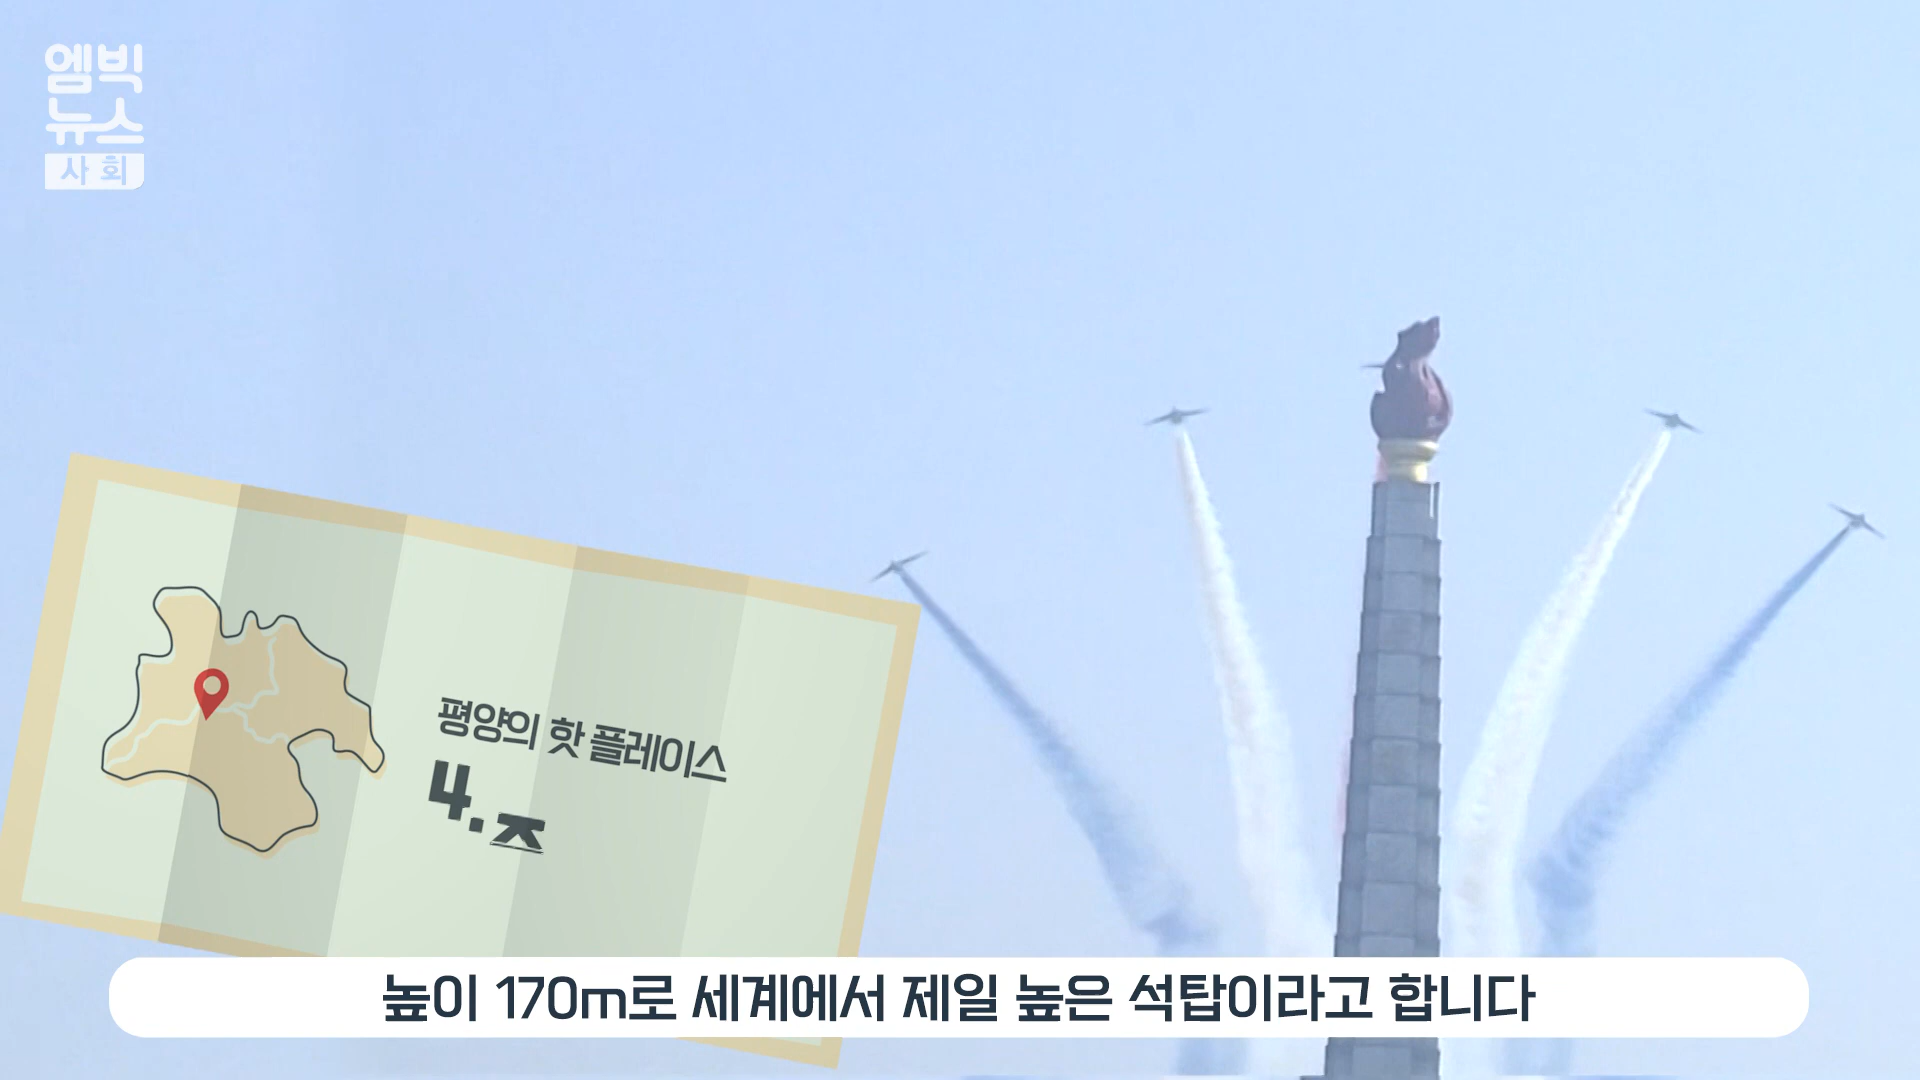 엠빅
뉴스
사회
평양의 핫 플레이스
4.
높이 170m로 세계에서 제일 높은 석탑이라고 합니다